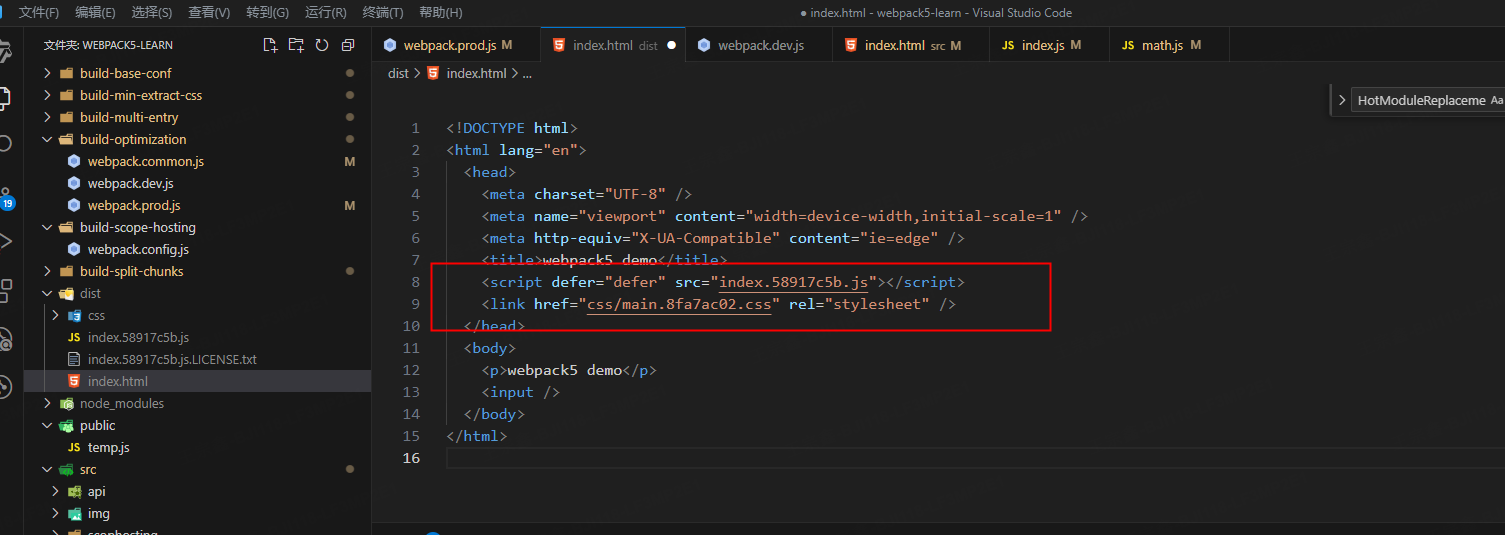 文件(F) 编辑(E) 选择(S) 查看(V) 转到(G) 运行(R) 终端(T) 帮助(H)
● index.html - webpack5-learn - Visual Studio Code
文件夹: WEBPACK5-LEARN
webpack.prod.js M
index.html dist
webpack.dev.js
index.html src M
JS index.js M
JS math.js M
dist > index.html > ...
HotModuleReplaceme Aa
build-base-conf
build-min-extract-css
build-multi-entry
build-optimization
webpack.common.js M
webpack.dev.js
webpack.prod.js M
build-scope-hosting
webpack.config.js
build-split-chunks
dist
css
JS index.58917c5b.js
index.58917c5b.js.LICENSE.txt
index.html
node_modules
public
JS temp.js
src
api
img
scophosting
19
1 <!DOCTYPE html>
2 <html lang="en">
3 <head>
4 <meta charset="UTF-8" />
5 <meta name="viewport" content="width=device-width,initial-scale=1" />
6 <meta http-equiv="X-UA-Compatible" content="ie=edge" />
7 <title>webpack5 demo</title>
8 <script defer="defer" src="index.58917c5b.js"></script>
9 <link href="css/main.8fa7ac02.css" rel="stylesheet" />
10 </head>
11 <body>
12 <p>webpack5 demo</p>
13 <input />
14 </body>
15 </html>
16